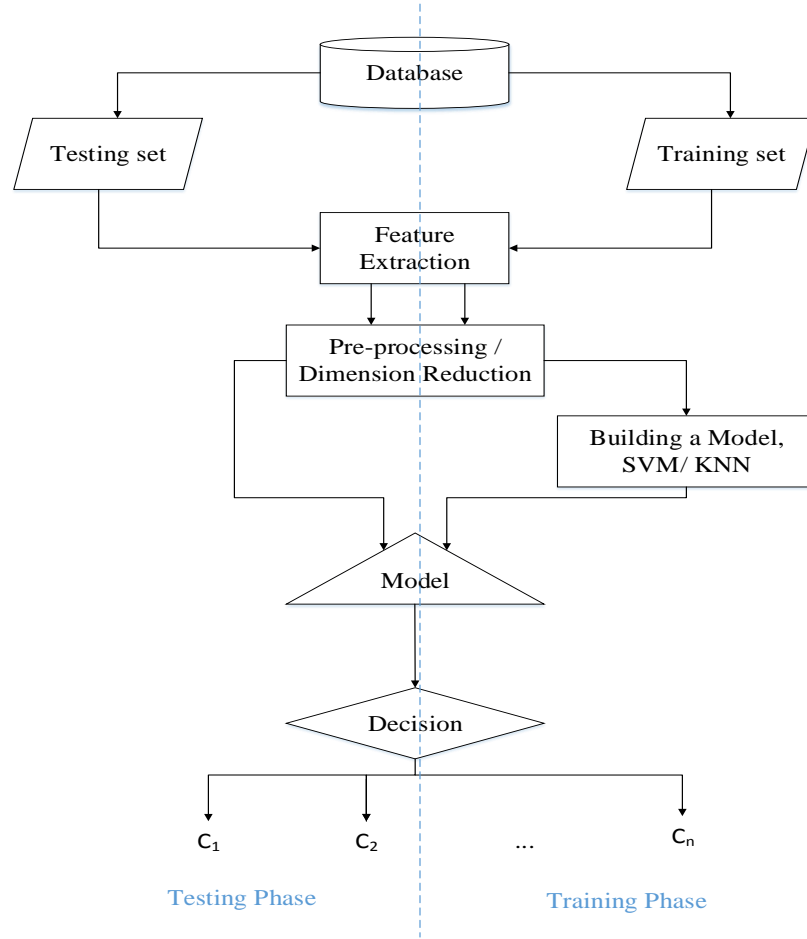 Database
Testing set
Training set
Feature
Extraction
Pre-processing /
Dimension Reduction
Building a Model,
SVM/ KNN
Model
Decision
C₁
C₂
...
Cₙ
Testing Phase
Training Phase